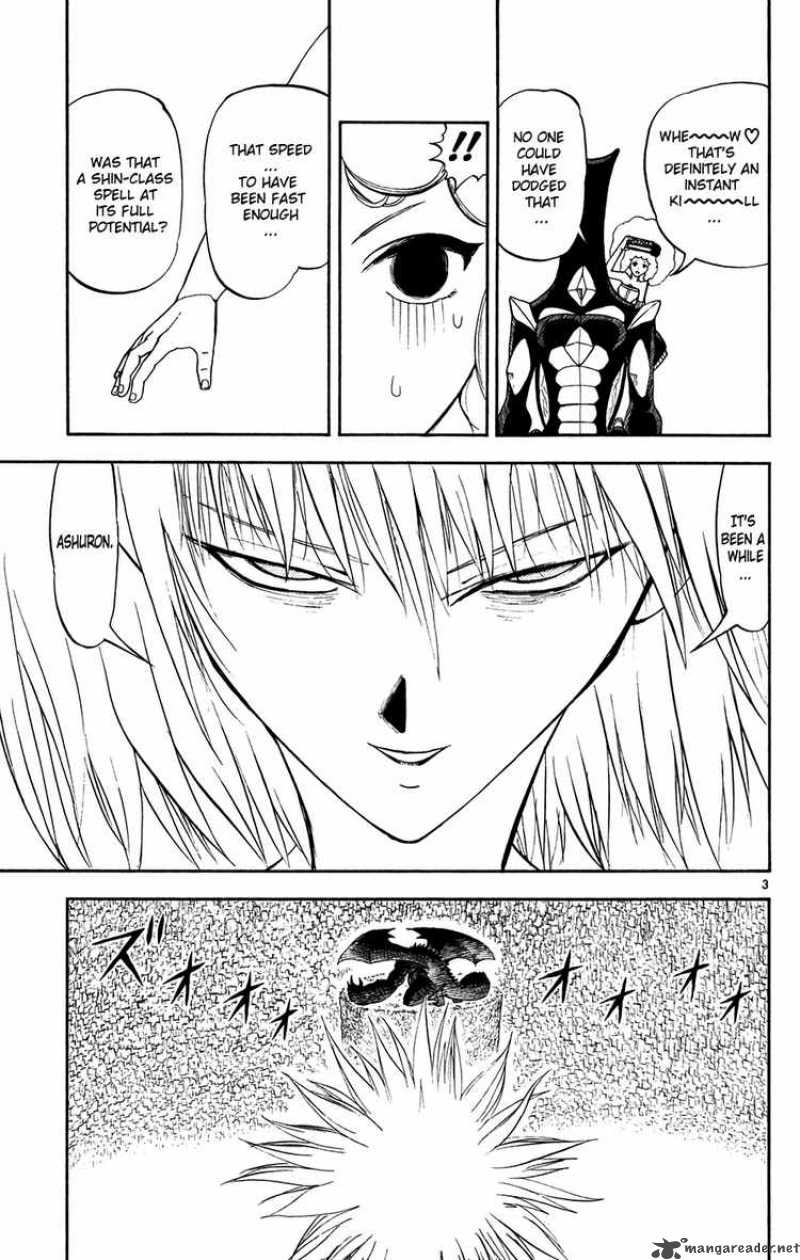 WHE~~~~W♡
THAT'S
DEFINITELY AN
INSTANT
KI~~~~LL
...
NO ONE
COULD
HAVE
DODGED
THAT
...
!!
THAT SPEED
...
TO HAVE
BEEN FAST
ENOUGH
...
WAS THAT
A SHIN-CLASS
SPELL AT
ITS FULL
POTENTIAL?
IT'S
BEEN A
WHILE
...
ASHURON.
3
ズオオオオオオオ
mangareader.net